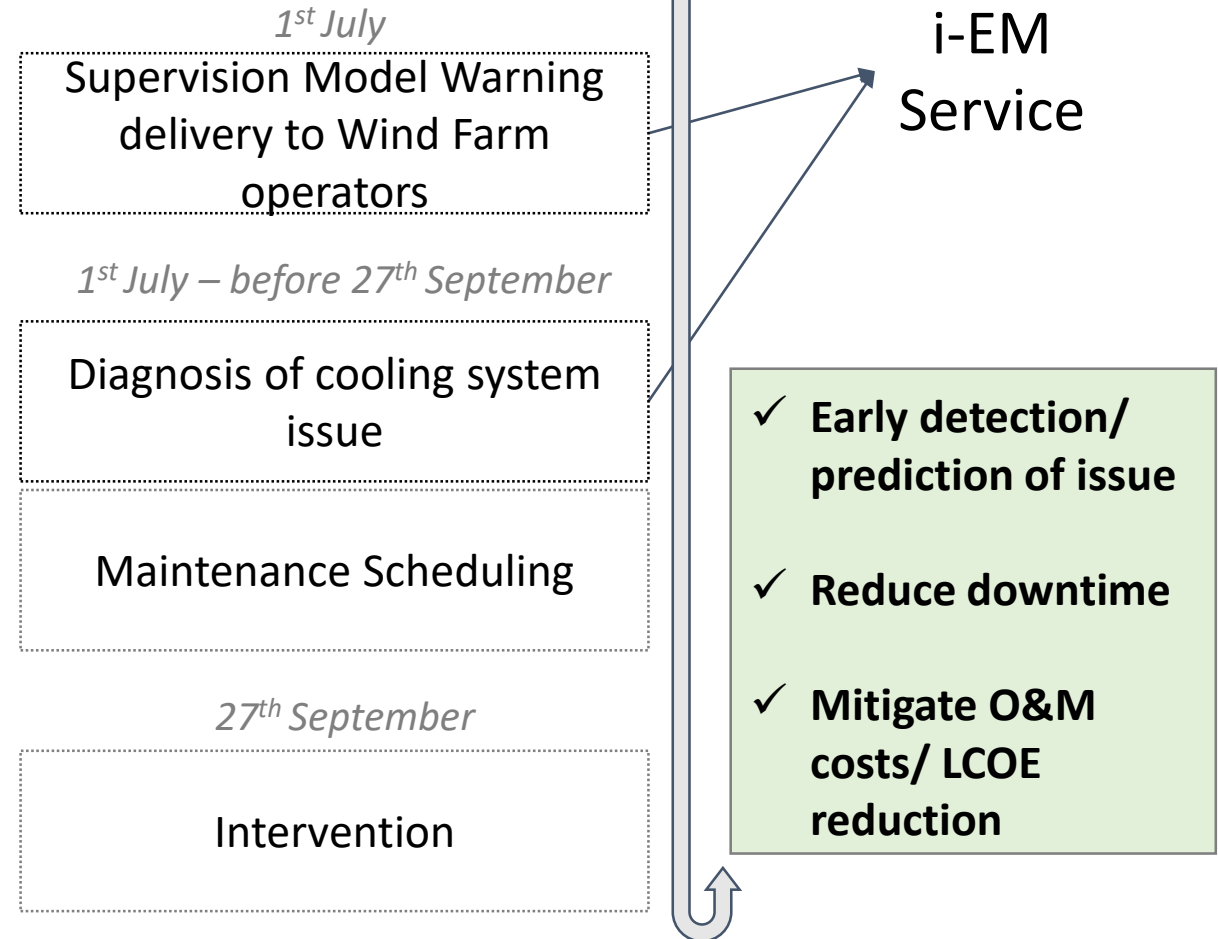 1st July
Supervision Model Warning
delivery to Wind Farm
operators
1st July – before 27th September
Diagnosis of cooling system
issue
Maintenance Scheduling
27th September
Intervention
i-EM
Service
✓ Early detection/
prediction of issue
✓ Reduce downtime
✓ Mitigate O&M
costs/ LCOE
reduction